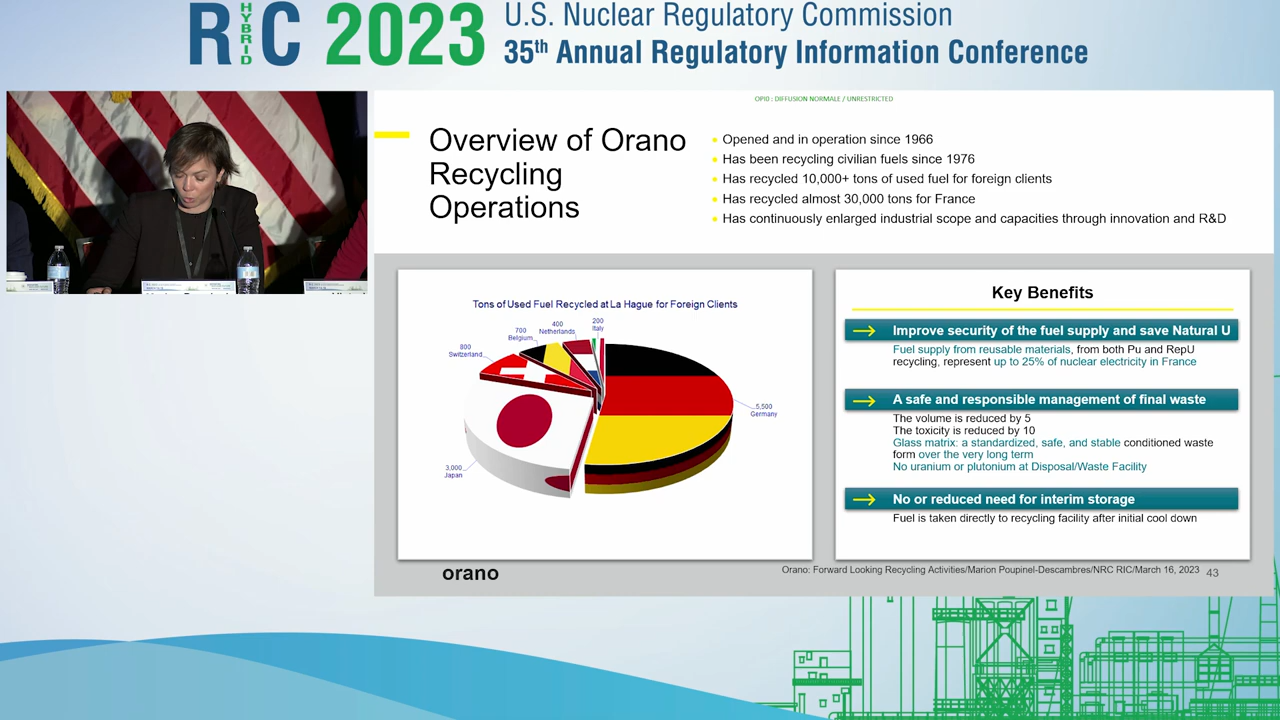 RIC 2023
HYBRID
U.S. Nuclear Regulatory Commission
35th Annual Regulatory Information Conference
OPI0 : DIFFUSION NORMALE / UNRESTRICTED
Overview of Orano
Recycling
Operations
Opened and in operation since 1966
Has been recycling civilian fuels since 1976
Has recycled 10,000+ tons of used fuel for foreign clients
Has recycled almost 30,000 tons for France
Has continuously enlarged industrial scope and capacities through innovation and R&D
Tons of Used Fuel Recycled at La Hague for Foreign Clients
200
Italy
400
Netherlands
700
Belgium
800
Switzerland
5,500
Germany
3,000
Japan
Key Benefits
Improve security of the fuel supply and save Natural U
Fuel supply from reusable materials, from both Pu and RepU
recycling, represent up to 25% of nuclear electricity in France
A safe and responsible management of final waste
The volume is reduced by 5
The toxicity is reduced by 10
Glass matrix: a standardized, safe, and stable conditioned waste
form over the very long term
No uranium or plutonium at Disposal/Waste Facility
No or reduced need for interim storage
Fuel is taken directly to recycling facility after initial cool down
orano
Orano: Forward Looking Recycling Activities/Marion Poupinel-Descambres/NRC RIC/March 16, 2023
43